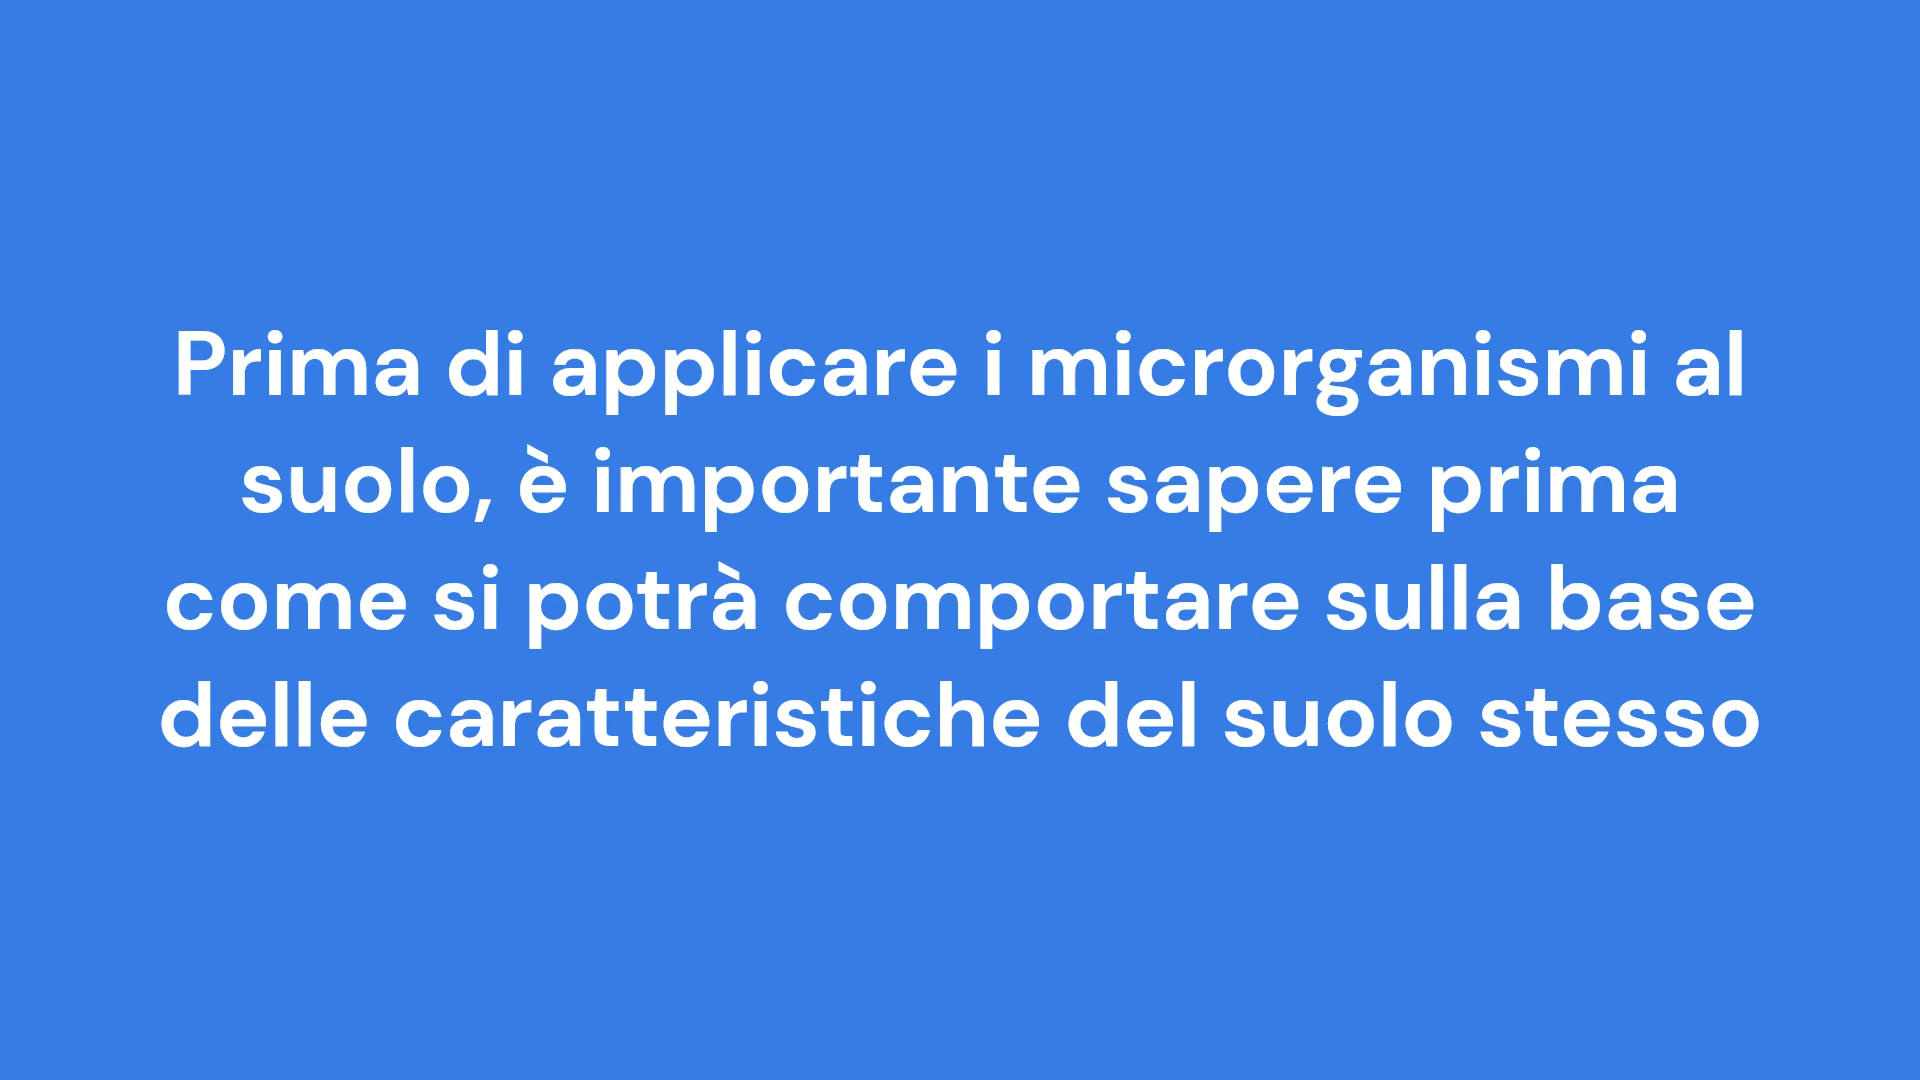 Prima di applicare i microrganismi al
suolo, è importante sapere prima
come si potrà comportare sulla base
delle caratteristiche del suolo stesso